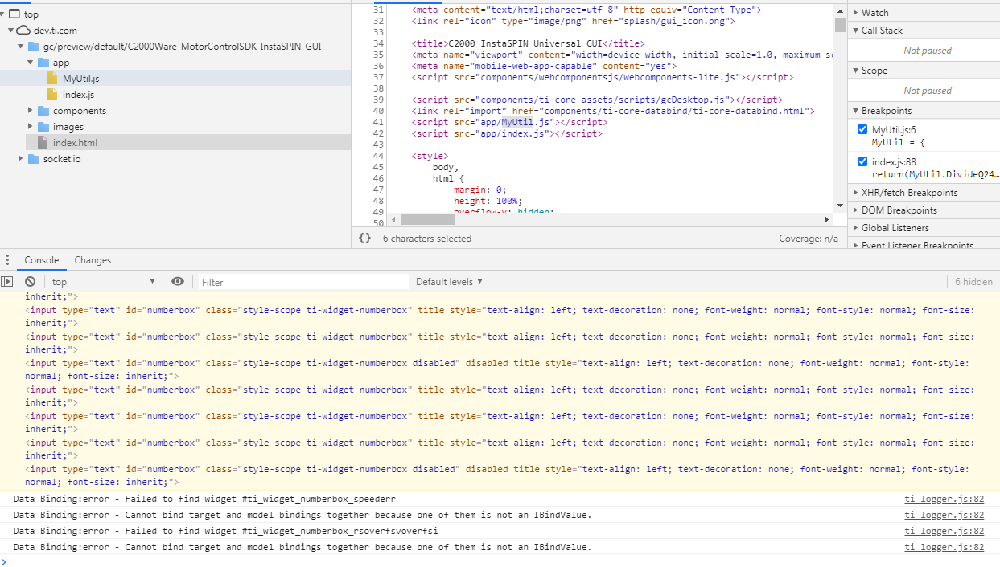 top
dev.ti.com
gc/preview/default/C2000Ware_MotorControlSDK_InstaSPIN_GUI
app
MyUtil.js
index.js
components
images
index.html
socket.io
31 <meta content="text/html;charset=utf-8" http-equiv="Content-Type">
32 <link rel="icon" type="image/png" href="splash/gui_icon.png">
33
34 <title>C2000 InstaSPIN Universal GUI</title>
35 <meta name="viewport" content="width=device-width, initial-scale=1.0, maximum-sc
36 <meta name="mobile-web-app-capable" content="yes">
37 <script src="components/webcomponentsjs/webcomponents-lite.js"></script>
38
39 <script src="components/ti-core-assets/scripts/gcDesktop.js"></script>
40 <link rel="import" href="components/ti-core-databind/ti-core-databind.html">
41 <script src="app/MyUtil.js"></script>
42 <script src="app/index.js"></script>
43
44 <style>
45 body,
46 html {
47 margin: 0;
48 height: 100%;
49 overflow-y: hidden;
50
{} 6 characters selected
Coverage: n/a
Watch
Call Stack
Not paused
Scope
Not paused
Breakpoints
MyUtil.js:6
MyUtil = {
index.js:88
return(MyUtil.DivideQ24…
XHR/fetch Breakpoints
DOM Breakpoints
Global Listeners
Event Listener Breakpoints
Console Changes
top Filter Default levels 6 hidden
inherit;">
<input type="text" id="numberbox" class="style-scope ti-widget-numberbox" title style="text-align: left; text-decoration: none; font-weight: normal; font-style: normal; font-size:
inherit;">
<input type="text" id="numberbox" class="style-scope ti-widget-numberbox" title style="text-align: left; text-decoration: none; font-weight: normal; font-style: normal; font-size:
inherit;">
<input type="text" id="numberbox" class="style-scope ti-widget-numberbox disabled" disabled title style="text-align: left; text-decoration: none; font-weight: normal; font-style:
normal; font-size: inherit;">
<input type="text" id="numberbox" class="style-scope ti-widget-numberbox" title style="text-align: left; text-decoration: none; font-weight: normal; font-style: normal; font-size:
inherit;">
<input type="text" id="numberbox" class="style-scope ti-widget-numberbox" title style="text-align: left; text-decoration: none; font-weight: normal; font-style: normal; font-size:
inherit;">
<input type="text" id="numberbox" class="style-scope ti-widget-numberbox" title style="text-align: left; text-decoration: none; font-weight: normal; font-style: normal; font-size:
inherit;">
<input type="text" id="numberbox" class="style-scope ti-widget-numberbox disabled" disabled title style="text-align: left; text-decoration: none; font-weight: normal; font-style:
normal; font-size: inherit;">
Data Binding:error - Failed to find widget #ti_widget_numberbox_speederr ti_logger.js:82
Data Binding:error - Cannot bind target and model bindings together because one of them is not an IBindValue. ti_logger.js:82
Data Binding:error - Failed to find widget #ti_widget_numberbox_rsoverfsvoverfsi ti_logger.js:82
Data Binding:error - Cannot bind target and model bindings together because one of them is not an IBindValue. ti_logger.js:82